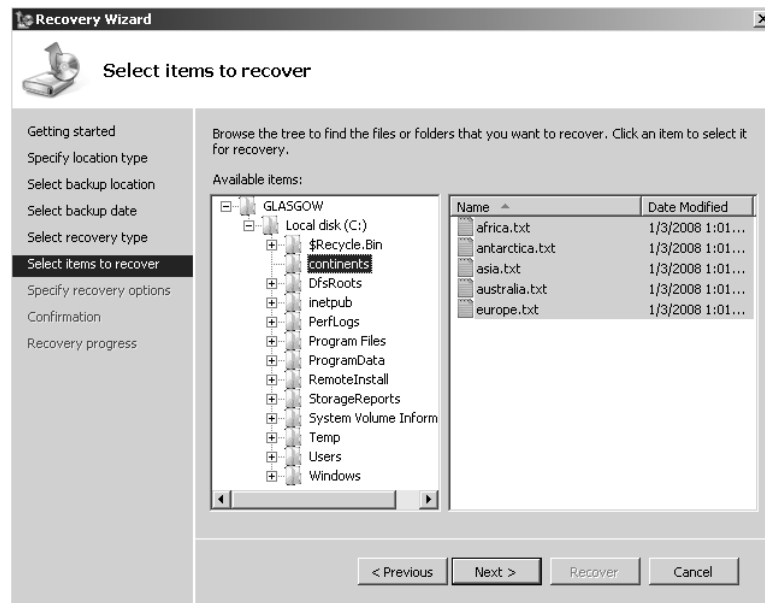 Recovery Wizard
Select items to recover
Getting started
Specify location type
Select backup location
Select backup date
Select recovery type
Select items to recover
Specify recovery options
Confirmation
Recovery progress
Browse the tree to find the files or folders that you want to recover. Click an item to select it
for recovery.
Available items:
GLASGOW
Local disk (C:)
$Recycle.Bin
continents
DfsRoots
inetpub
PerfLogs
Program Files
ProgramData
RemoteInstall
StorageReports
System Volume Inform
Temp
Users
Windows
Name Date Modified
africa.txt 1/3/2008 1:01...
antarctica.txt 1/3/2008 1:01...
asia.txt 1/3/2008 1:01...
australia.txt 1/3/2008 1:01...
europe.txt 1/3/2008 1:01...
< Previous Next > Recover Cancel